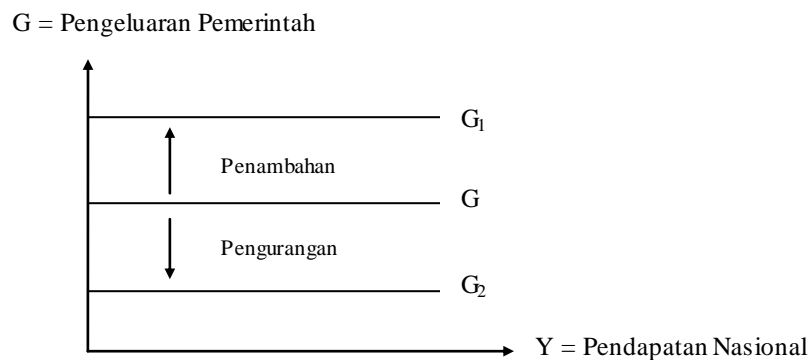 G = Pengeluaran Pemerintah
G₁
Penambahan
G
Pengurangan
G₂
Y = Pendapatan Nasional